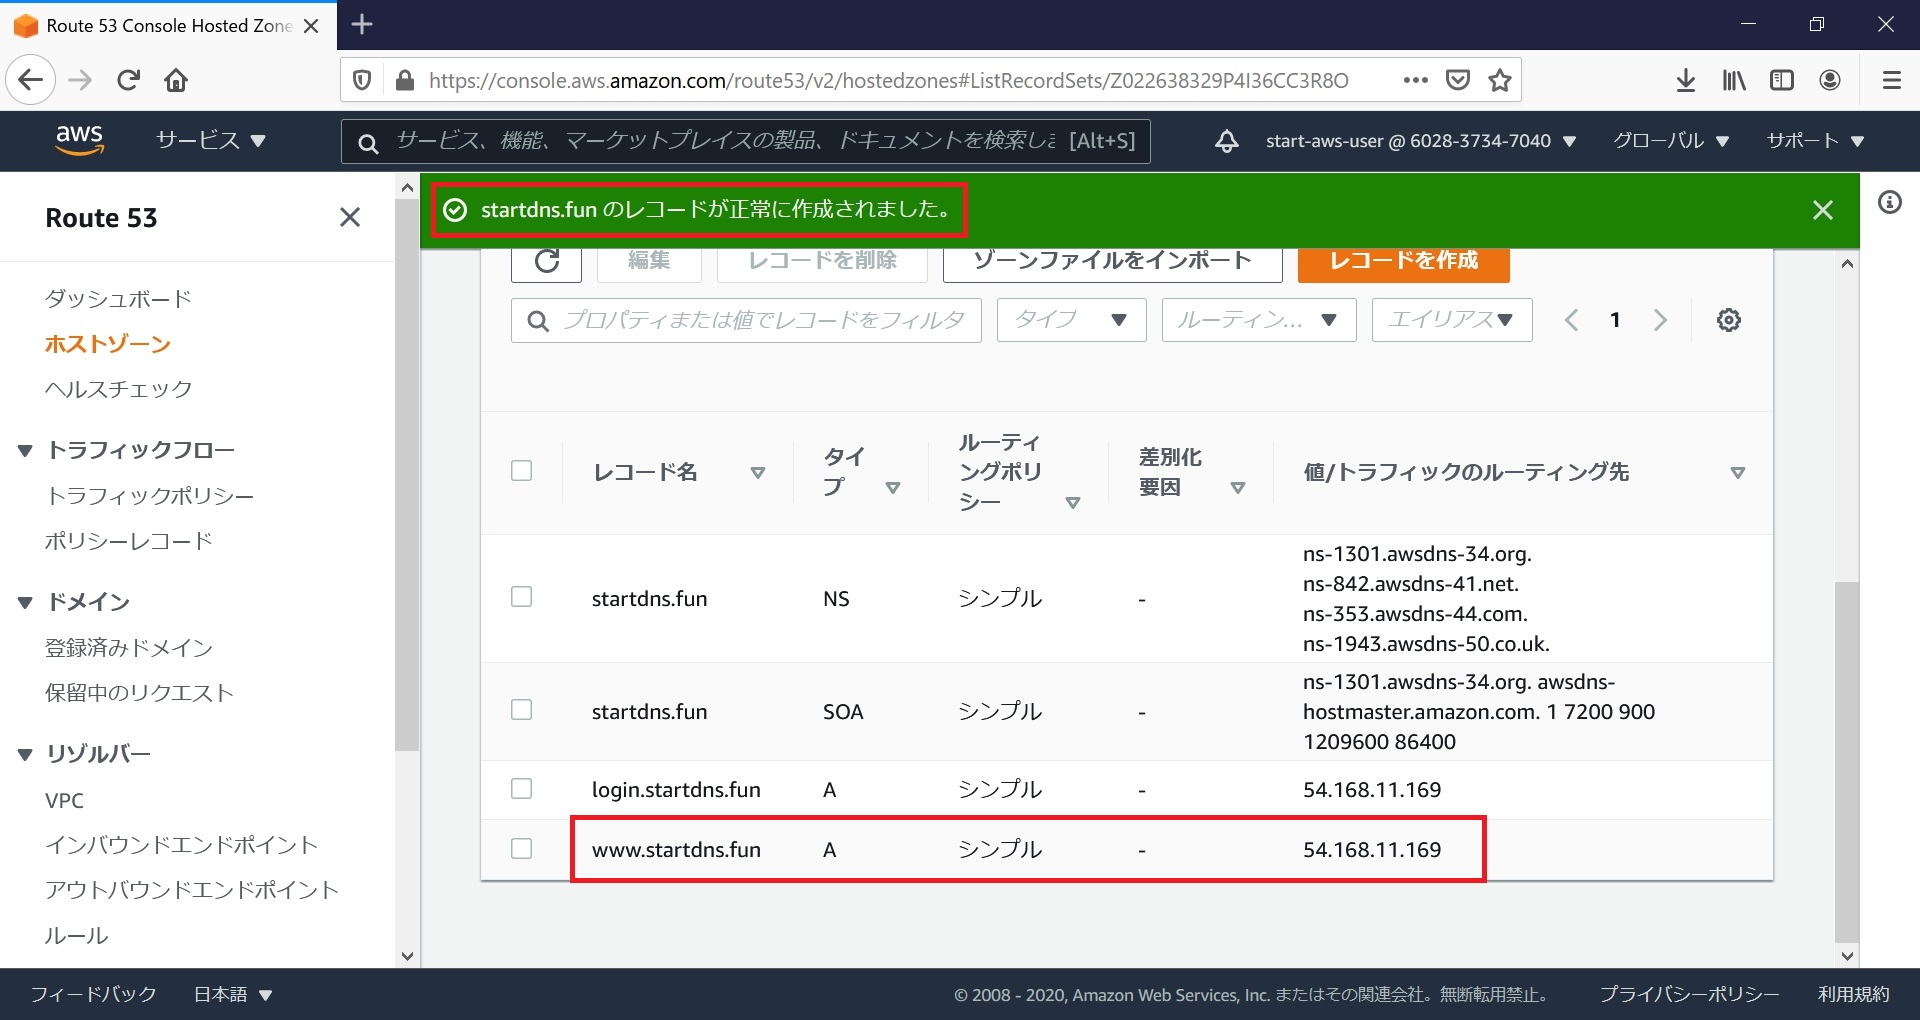 Route 53 Console Hosted Zone
https://console.aws.amazon.com/route53/v2/hostedzones#ListRecordSets/Z022638329P4I36CC3R8O
aws
サービス
サービス、機能、マーケットプレイスの製品、ドキュメントを検索しま [Alt+S]
start-aws-user @ 6028-3734-7040
グローバル
サポート
Route 53
ダッシュボード
ホストゾーン
ヘルスチェック
トラフィックフロー
トラフィックポリシー
ポリシーレコード
ドメイン
登録済みドメイン
保留中のリクエスト
リゾルバー
VPC
インバウンドエンドポイント
アウトバウンドエンドポイント
ルール
startdns.fun のレコードが正常に作成されました。
編集
レコードを削除
ゾーンファイルをインポート
レコードを作成
プロパティまたは値でレコードをフィルタ
タイプ
ルーティン...
エイリアス
1
レコード名
タイ
プ
ルーティ
ングポリ
シー
差別化
要因
値/トラフィックのルーティング先
startdns.fun NS シンプル -
ns-1301.awsdns-34.org.
ns-842.awsdns-41.net.
ns-353.awsdns-44.com.
ns-1943.awsdns-50.co.uk.
startdns.fun SOA シンプル -
ns-1301.awsdns-34.org. awsdns-
hostmaster.amazon.com. 1 7200 900
1209600 86400
login.startdns.fun A シンプル - 54.168.11.169
www.startdns.fun A シンプル - 54.168.11.169
フィードバック
日本語
© 2008 - 2020, Amazon Web Services, Inc. またはその関連会社。無断転用禁止。
プライバシーポリシー
利用規約